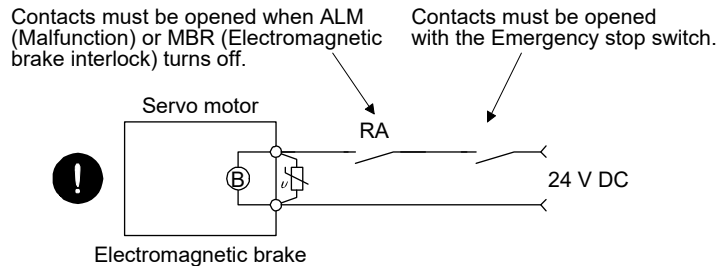 Contacts must be opened when ALM
(Malfunction) or MBR (Electromagnetic
brake interlock) turns off.
Contacts must be opened
with the Emergency stop switch.
Servo motor
RA
B
υ
24 V DC
Electromagnetic brake